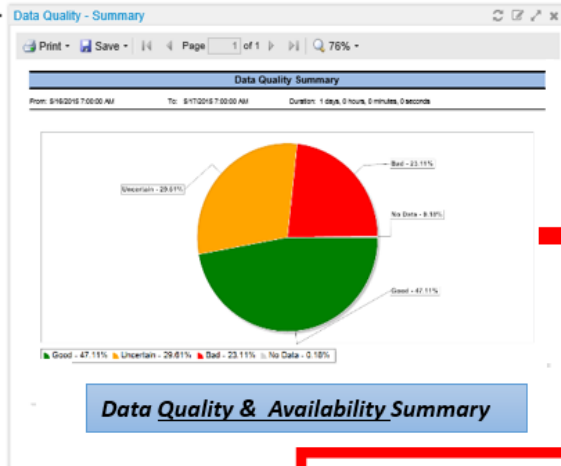 Data Quality - Summary
Print Save Page 1 of 1 76%
Data Quality Summary
From: 5/16/2015 7:00:00 AM To: 5/17/2015 7:00:00 AM Duration: 1 days, 0 hours, 0 minutes, 0 seconds
Bad - 23.11%
Uncertain - 29.61%
No Data - 0.18%
Good - 47.11%
Good - 47.11% Uncertain - 29.61% Bad - 23.11% No Data - 0.18%
Data Quality & Availability Summary